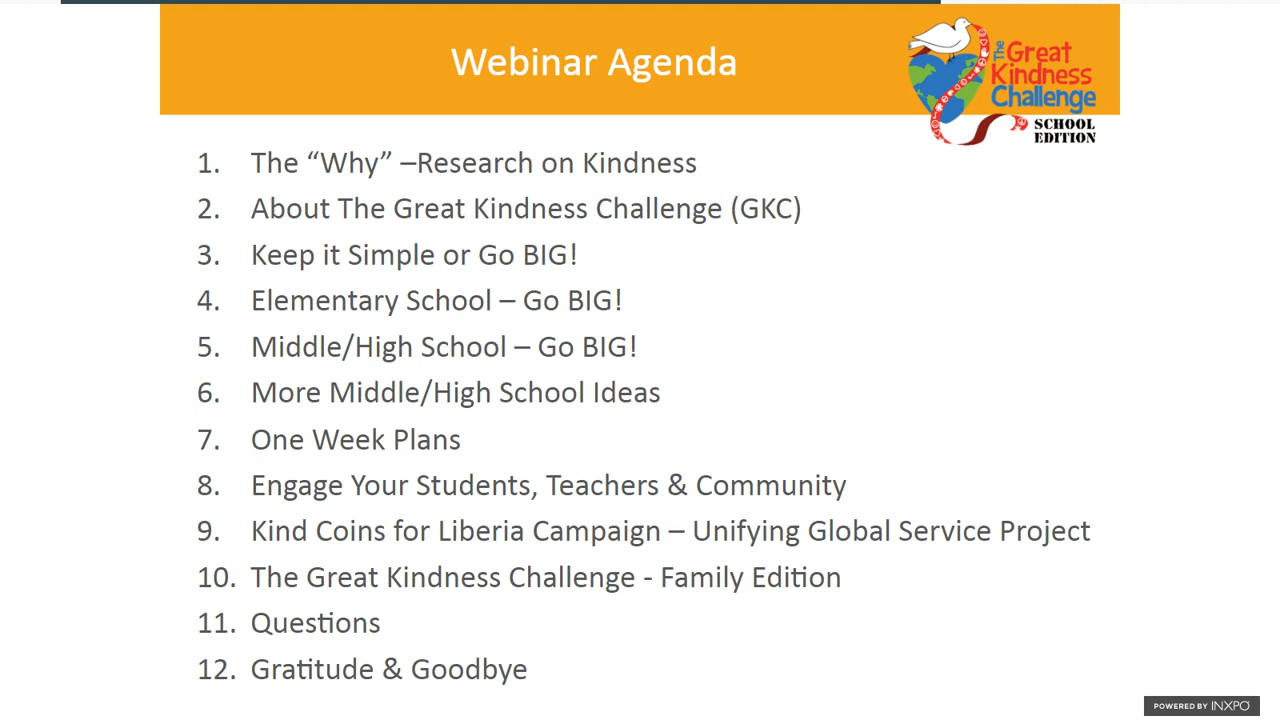 Webinar Agenda
The
Great
Kindness
Challenge
SCHOOL
EDITION
1. The “Why” –Research on Kindness
2. About The Great Kindness Challenge (GKC)
3. Keep it Simple or Go BIG!
4. Elementary School – Go BIG!
5. Middle/High School – Go BIG!
6. More Middle/High School Ideas
7. One Week Plans
8. Engage Your Students, Teachers & Community
9. Kind Coins for Liberia Campaign – Unifying Global Service Project
10. The Great Kindness Challenge - Family Edition
11. Questions
12. Gratitude & Goodbye
POWERED BY INXPO